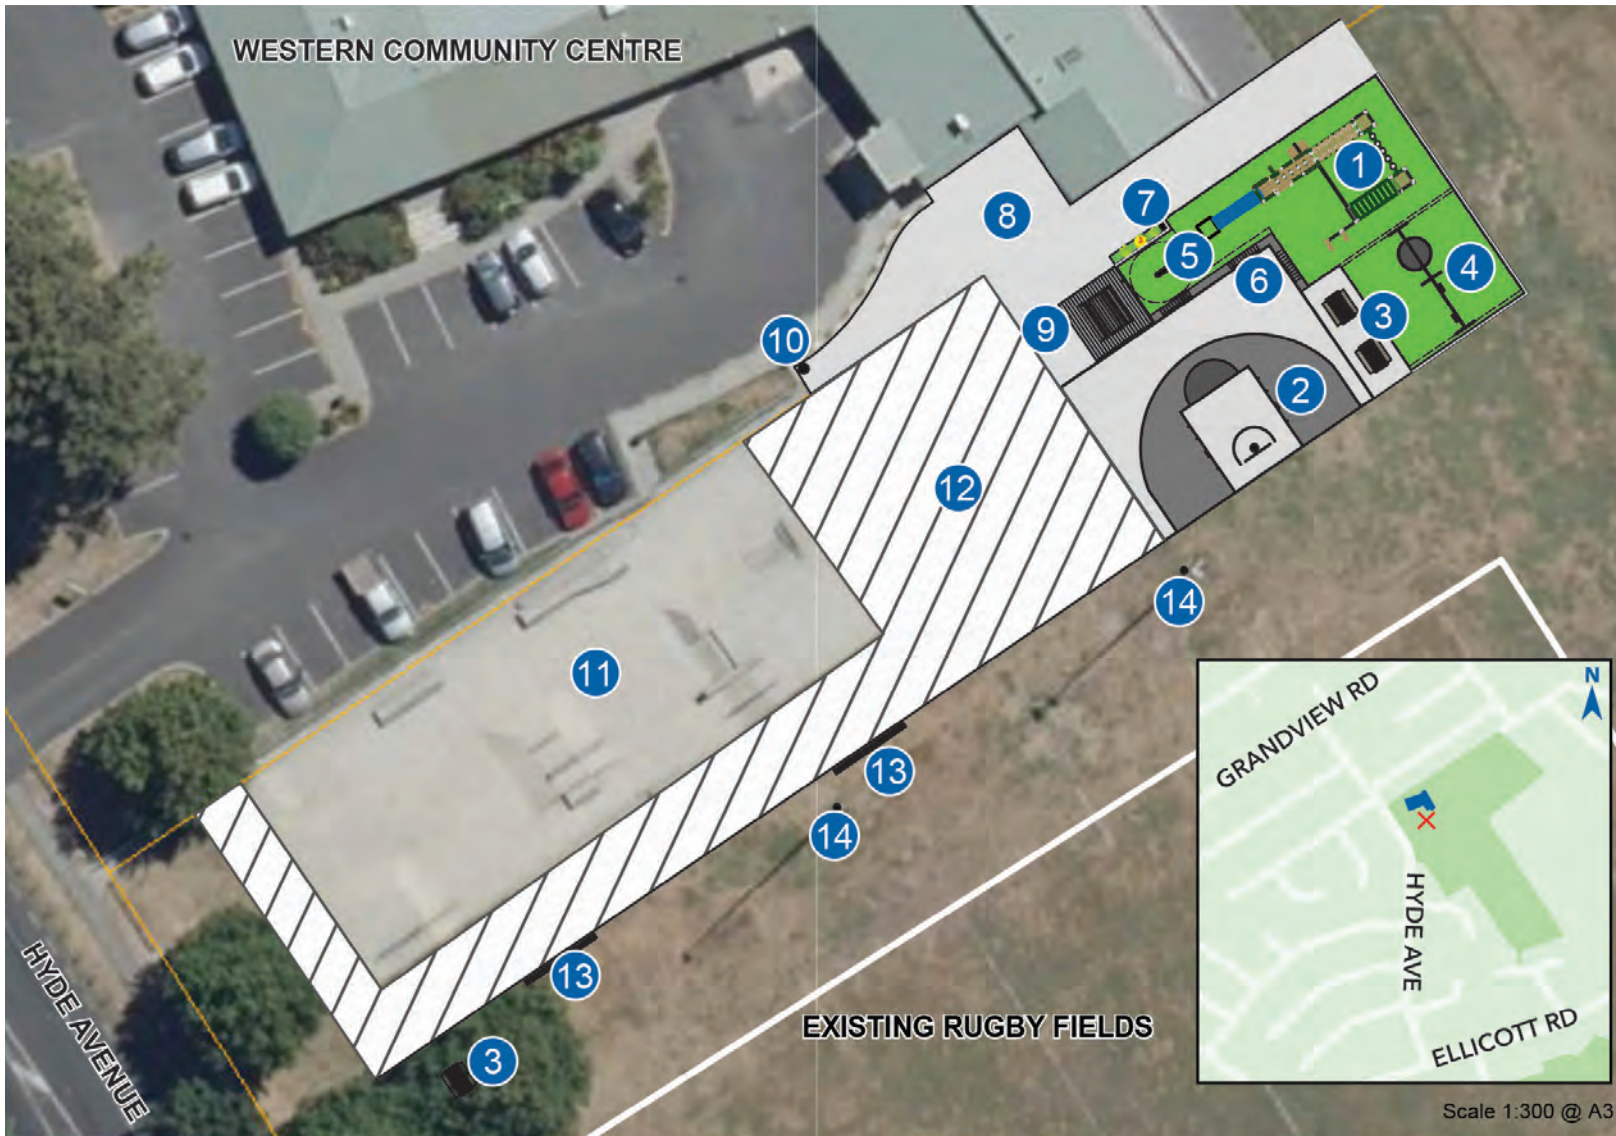 WESTERN COMMUNITY CENTRE
1
7
8
5
4
6
3
9
10
2
12
14
11
13
14
13
3
HYDE AVENUE
EXISTING RUGBY FIELDS
N
GRANDVIEW RD
HYDE AVE
ELLICOTT RD
Scale 1:300 @ A3